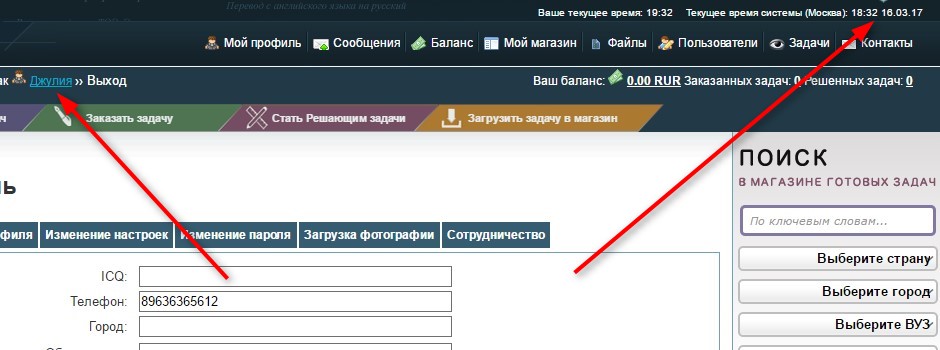 Перевод с английского языка на русский
Ваше текущее время: 19:32 Текущее время системы (Москва): 18:32 16.03.17
Мой профиль Сообщения Баланс Мой магазин Файлы Пользователи Задачи Контакты
ак Джулия ›› Выход Ваш баланс: 0.00 RUR Заказанных задач: 0 Решенных задач: 0
ч Заказать задачу Стать Решающим задачи Загрузить задачу в магазин
ПОИСК
В МАГАЗИНЕ ГОТОВЫХ ЗАДАЧ
ль
По ключевым словам...
филя Изменение настроек Изменение пароля Загрузка фотографии Сотрудничество
Выберите страну
ICQ:
Выберите город
Телефон: 89636365612
Город:
Выберите ВУЗ